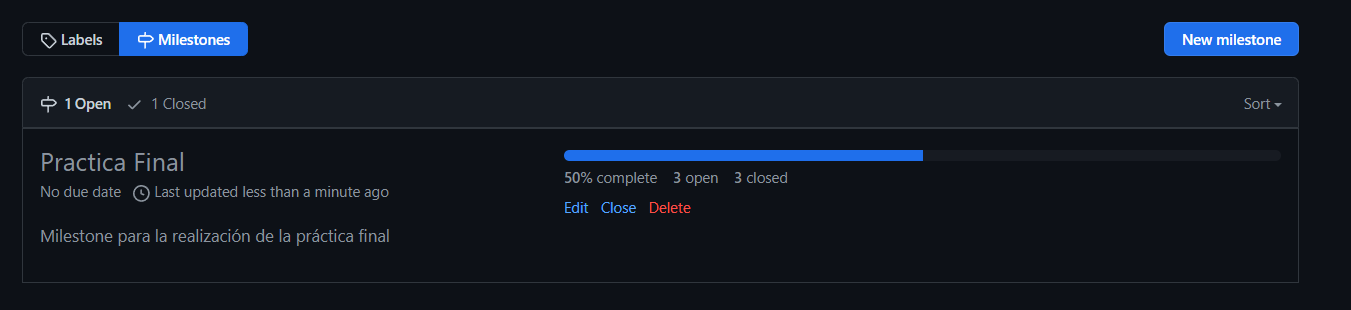 Labels Milestones New milestone
1 Open 1 Closed Sort
Practica Final
50% complete 3 open 3 closed
No due date Last updated less than a minute ago
Edit Close Delete
Milestone para la realización de la práctica final